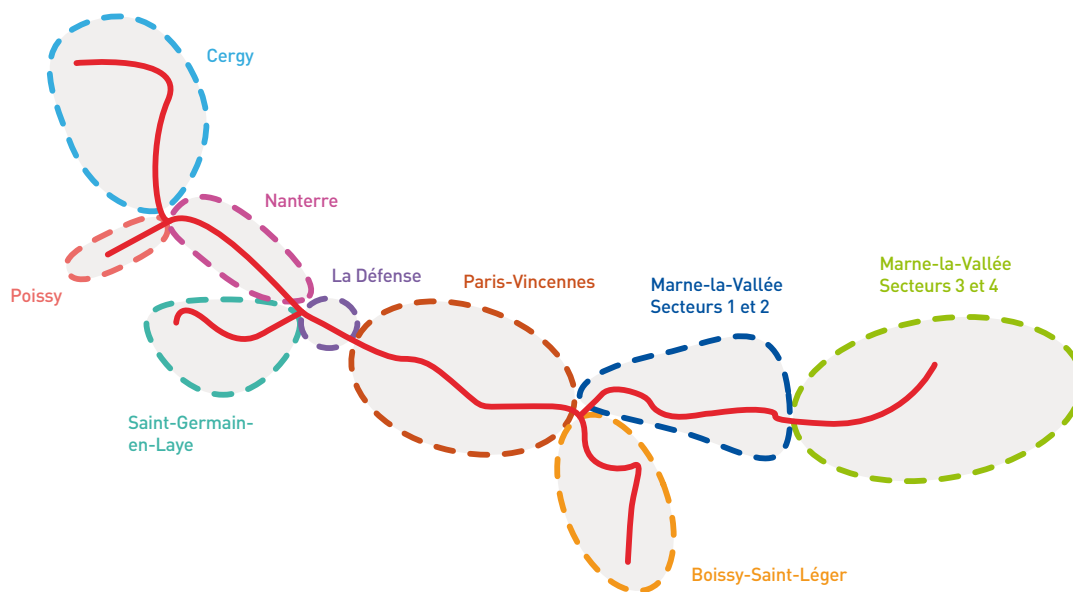 Cergy
Nanterre
Poissy
La Défense
Paris-Vincennes
Marne-la-Vallée
Secteurs 1 et 2
Marne-la-Vallée
Secteurs 3 et 4
Saint-Germain-
en-Laye
Boissy-Saint-Léger